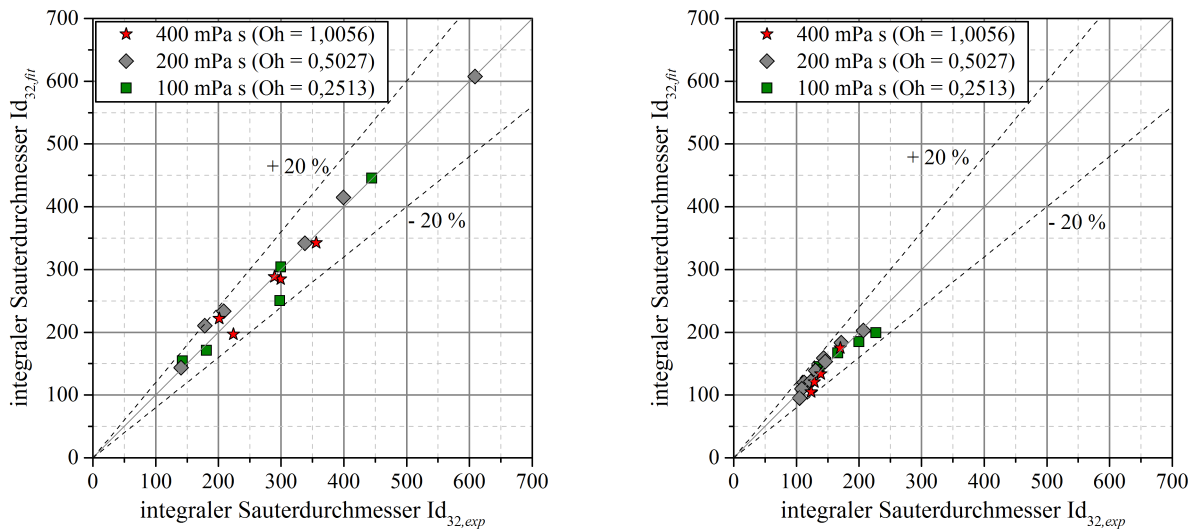 700
600
500
400
300
200
100
0
integraler Sauterdurchmesser Id32,fit
400 mPa s (Oh = 1,0056)
200 mPa s (Oh = 0,5027)
100 mPa s (Oh = 0,2513)
+ 20 %
- 20 %
0 100 200 300 400 500 600 700
integraler Sauterdurchmesser Id32,exp
700
600
500
400
300
200
100
0
integraler Sauterdurchmesser Id32,fit
400 mPa s (Oh = 1,0056)
200 mPa s (Oh = 0,5027)
100 mPa s (Oh = 0,2513)
+ 20 %
- 20 %
0 100 200 300 400 500 600 700
integraler Sauterdurchmesser Id32,exp